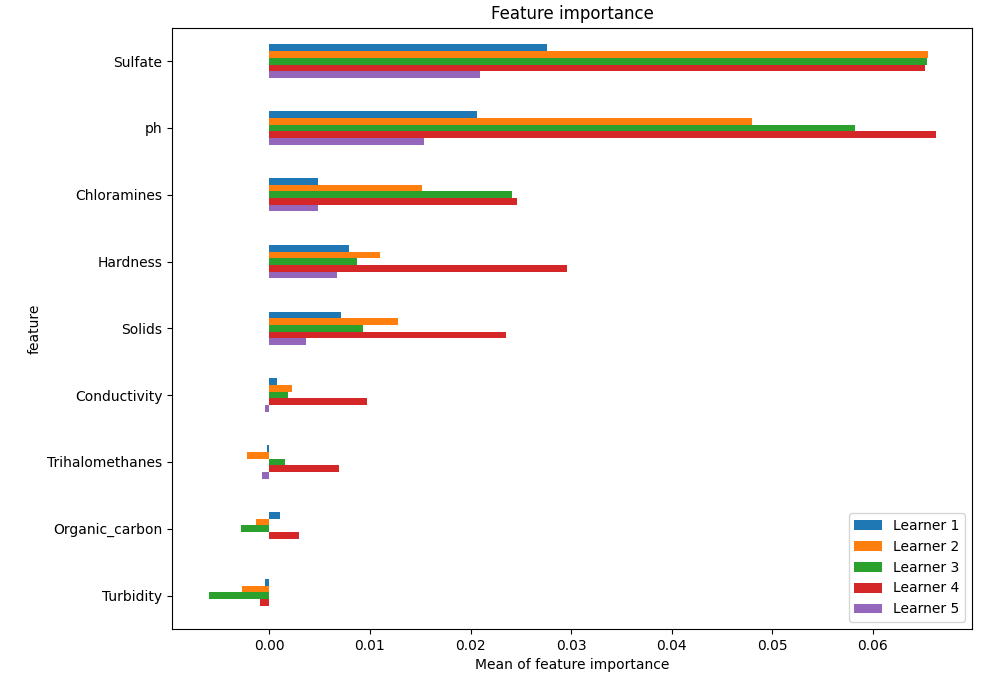 Feature importance
Sulfate
ph
Chloramines
Hardness
Solids
Conductivity
Trihalomethanes
Organic_carbon
Turbidity
feature
0.00 0.01 0.02 0.03 0.04 0.05 0.06
Mean of feature importance
Learner 1
Learner 2
Learner 3
Learner 4
Learner 5